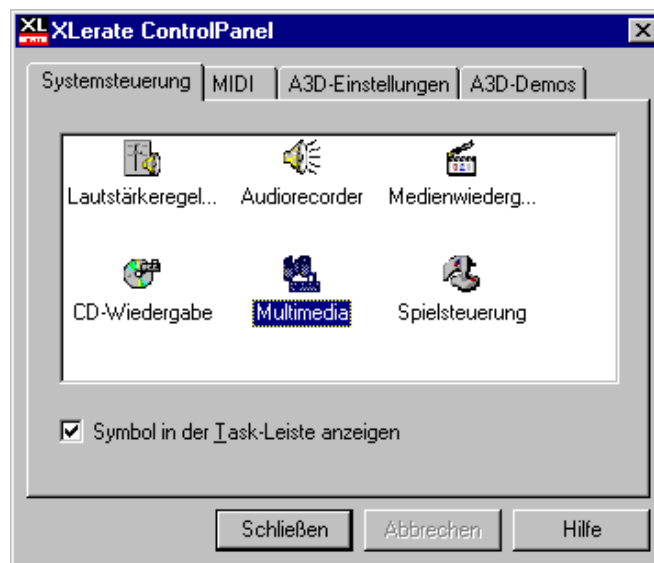 XL XLerate ControlPanel
Systemsteuerung MIDI A3D-Einstellungen A3D-Demos
Lautstärkeregel... Audiorecorder Medienwiederg...
CD-Wiedergabe Multimedia Spielsteuerung
Symbol in der Task-Leiste anzeigen
Schließen Abbrechen Hilfe